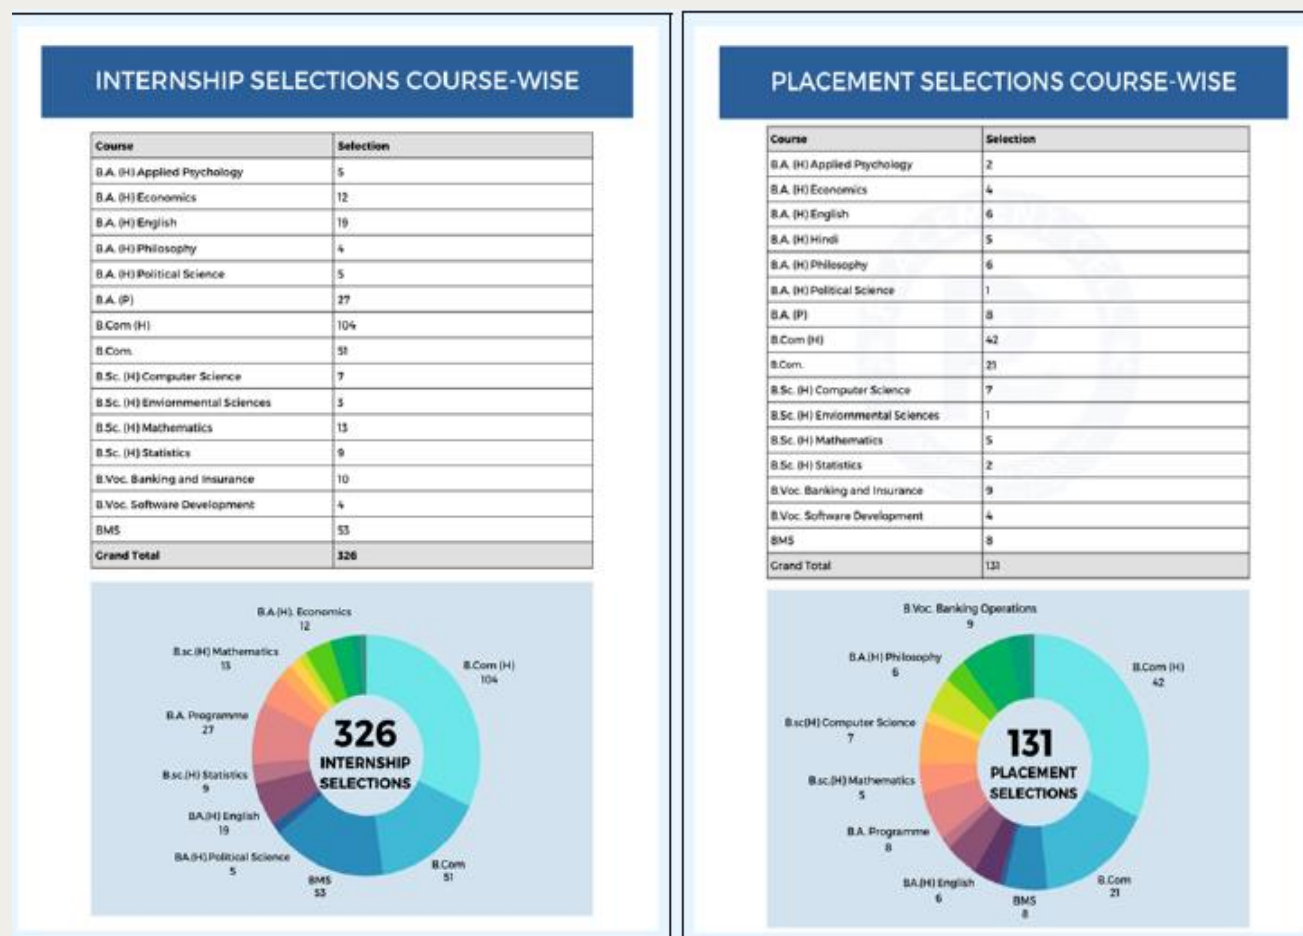 INTERNSHIP SELECTIONS COURSE-WISE
Course Selection
B.A. (H) Applied Psychology 5
B.A. (H) Economics 12
B.A. (H) English 19
B.A. (H) Philosophy 4
B.A. (H) Political Science 5
B.A. (P) 27
B.Com (H) 104
B.Com. 51
B.Sc. (H) Computer Science 7
B.Sc. (H) Enviornmental Sciences 3
B.Sc. (H) Mathematics 13
B.Sc. (H) Statistics 9
B.Voc. Banking and Insurance 10
B.Voc. Software Development 4
BMS 53
Grand Total 326
B.A.(H). Economics
12
B.sc.(H) Mathematics
13
B.Com (H)
104
B.A. Programme
27
326
INTERNSHIP
SELECTIONS
B.sc.(H) Statistics
9
BA.(H) English
19
BA.(H).Political Science
5
BMS
53
B.Com
51
PLACEMENT SELECTIONS COURSE-WISE
Course Selection
B.A. (H) Applied Psychology 2
B.A. (H) Economics 4
B.A. (H) English 6
B.A. (H) Hindi 5
B.A. (H) Philosophy 6
B.A. (H) Political Science 1
B.A. (P) 8
B.Com (H) 42
B.Com. 21
B.Sc. (H) Computer Science 7
B.Sc. (H) Enviornmental Sciences 1
B.Sc. (H) Mathematics 5
B.Sc. (H) Statistics 2
B.Voc. Banking and Insurance 9
B.Voc. Software Development 4
BMS 8
Grand Total 131
B.Voc. Banking Operations
9
B.A.(H) Philosophy
6
B.Com (H)
42
B.sc(H) Computer Science
7
131
PLACEMENT
SELECTIONS
B.sc.(H) Mathematics
5
B.A. Programme
8
BA.(H) English
6
BMS
8
B.Com
21